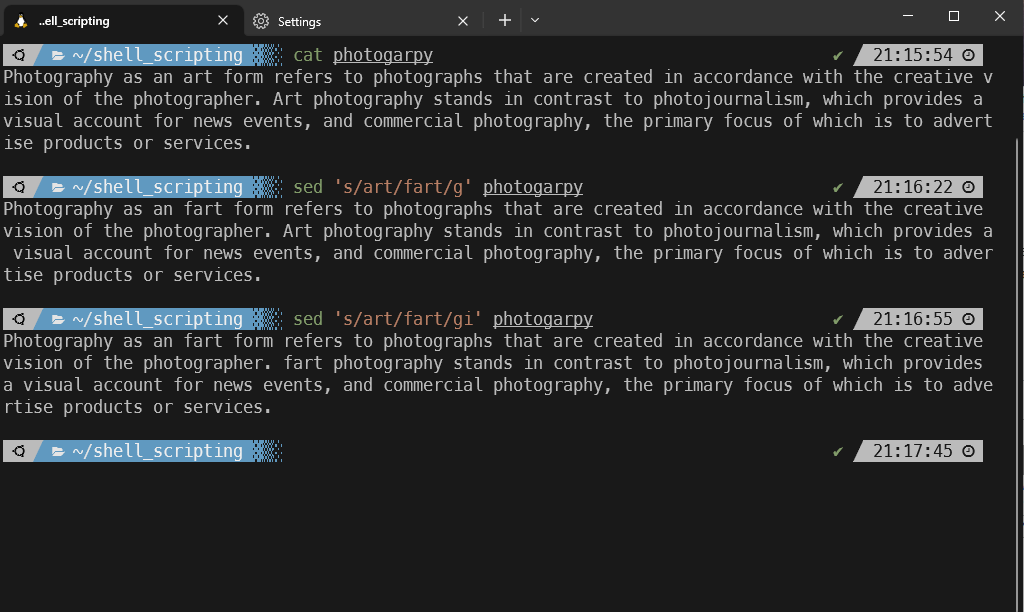 ..ell_scripting
Settings
~/shell_scripting cat photogarpy ✔ 21:15:54
Photography as an art form refers to photographs that are created in accordance with the creative v
ision of the photographer. Art photography stands in contrast to photojournalism, which provides a
visual account for news events, and commercial photography, the primary focus of which is to advert
ise products or services.
~/shell_scripting sed 's/art/fart/g' photogarpy ✔ 21:16:22
Photography as an fart form refers to photographs that are created in accordance with the creative
vision of the photographer. Art photography stands in contrast to photojournalism, which provides a
visual account for news events, and commercial photography, the primary focus of which is to adver
tise products or services.
~/shell_scripting sed 's/art/fart/gi' photogarpy ✔ 21:16:55
Photography as an fart form refers to photographs that are created in accordance with the creative
vision of the photographer. fart photography stands in contrast to photojournalism, which provides
a visual account for news events, and commercial photography, the primary focus of which is to adve
rtise products or services.
~/shell_scripting ✔ 21:17:45